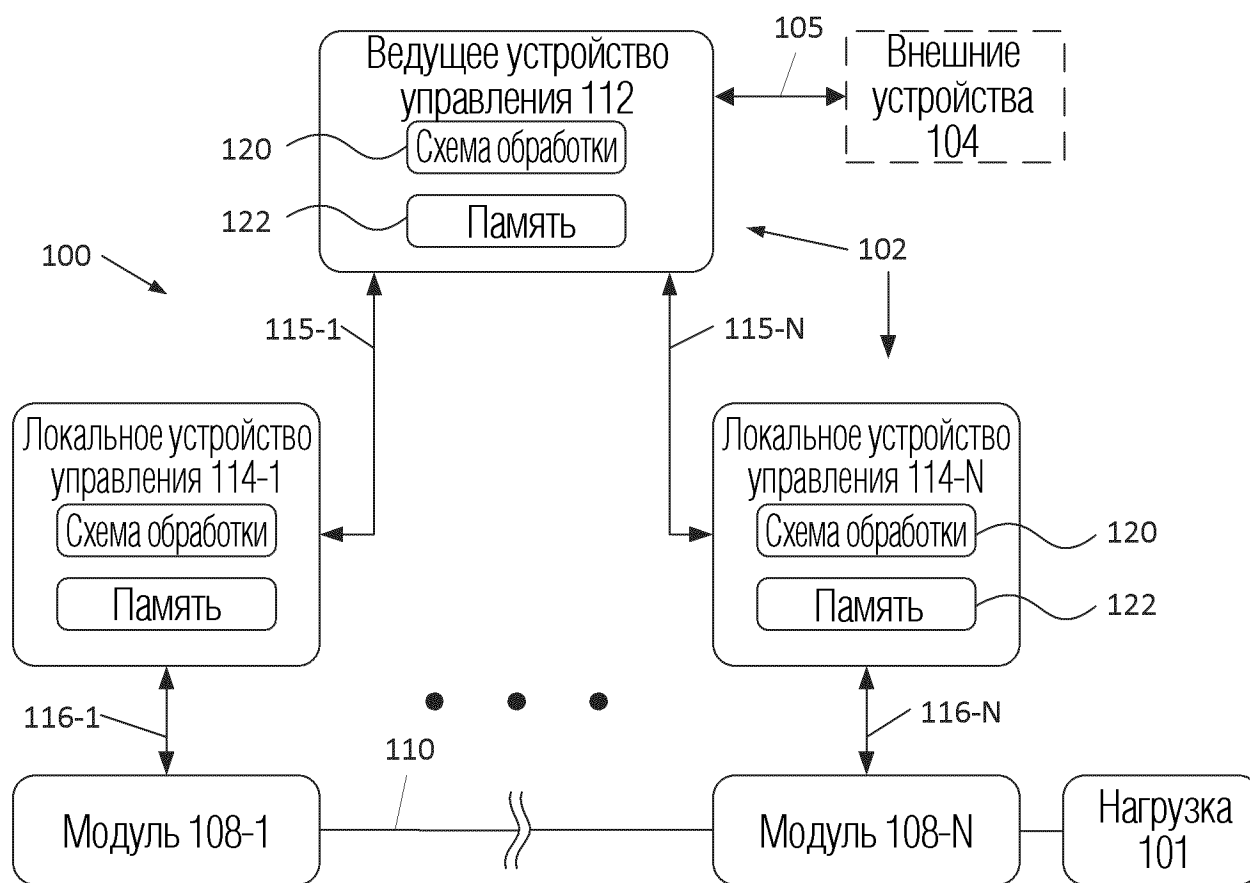 105
Ведущее устройство
управления 112
Внешние
устройства
104
120
Схема обработки
122
Память
100
102
115-1
115-N
Локальное устройство
управления 114-1
Схема обработки
Память
Локальное устройство
управления 114-N
Схема обработки
120
Память
122
116-1
116-N
110
Модуль 108-1
Модуль 108-N
Нагрузка
101